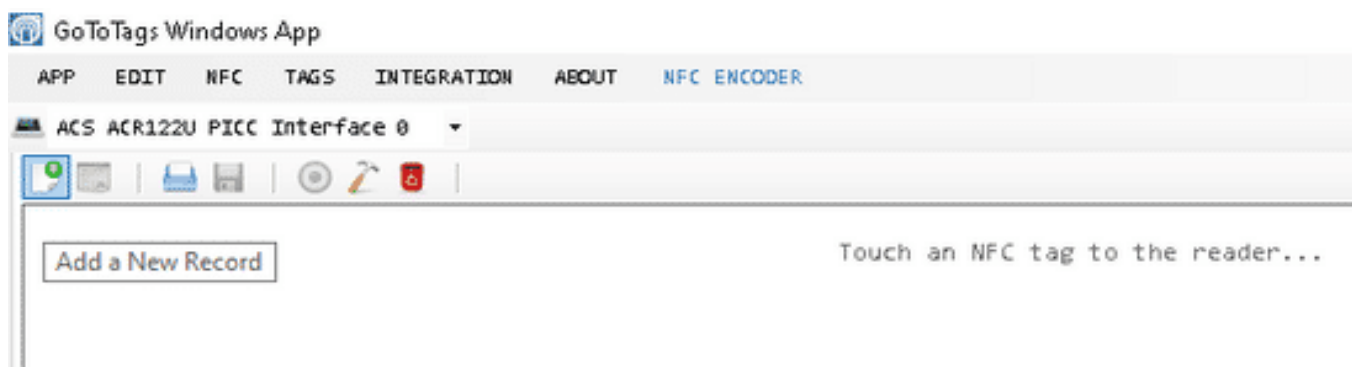 GoToTags Windows App
APP EDIT NFC TAGS INTEGRATION ABOUT NFC ENCODER
ACS ACR122U PICC Interface 0
Add a New Record
Touch an NFC tag to the reader...